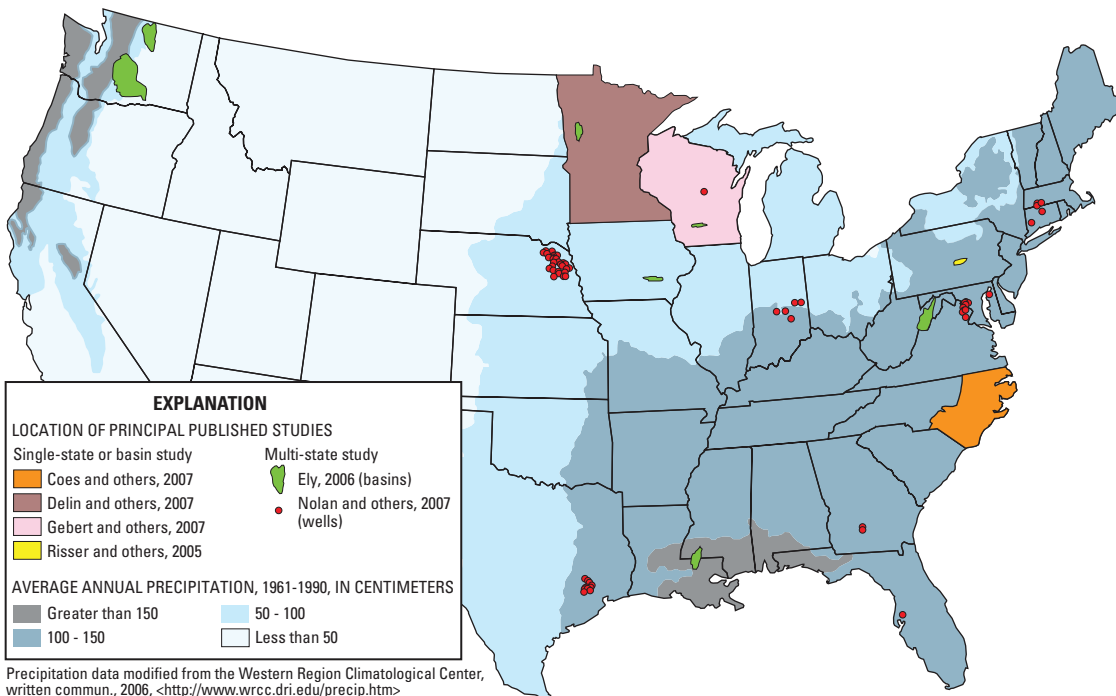 EXPLANATION
LOCATION OF PRINCIPAL PUBLISHED STUDIES
Single-state or basin study
Coes and others, 2007
Delin and others, 2007
Gebert and others, 2007
Risser and others, 2005
Multi-state study
Ely, 2006 (basins)
Nolan and others, 2007
(wells)
AVERAGE ANNUAL PRECIPITATION, 1961-1990, IN CENTIMETERS
Greater than 150
100 - 150
50 - 100
Less than 50
Precipitation data modified from the Western Region Climatological Center,
written commun., 2006, <http://www.wrcc.dri.edu/precip.htm>